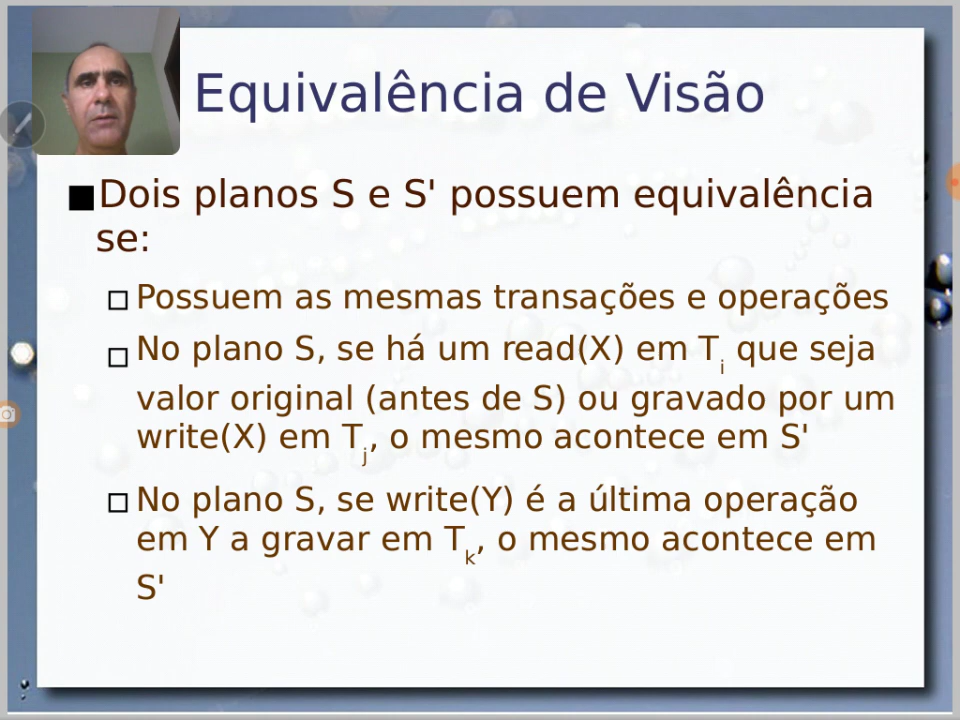 Equivalência de Visão
Dois planos S e S' possuem equivalência
se:
Possuem as mesmas transações e operações
No plano S, se há um read(X) em Ti que seja
valor original (antes de S) ou gravado por um
write(X) em Tj, o mesmo acontece em S'
No plano S, se write(Y) é a última operação
em Y a gravar em Tk, o mesmo acontece em
S'